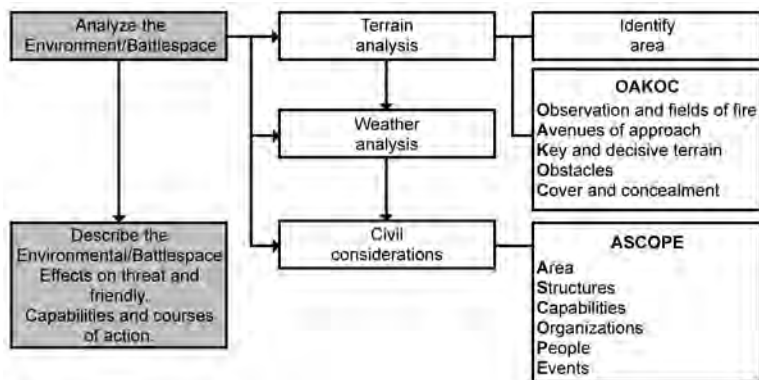 Analyze the
Environment/Battlespace
Terrain
analysis
Identify
area
OAKOC
Observation and fields of fire
Avenues of approach
Key and decisive terrain
Obstacles
Cover and concealment
Weather
analysis
Describe the
Environmental/Battlespace
Effects on threat and
friendly.
Capabilities and courses
of action.
Civil
considerations
ASCOPE
Area
Structures
Capabilities
Organizations
People
Events